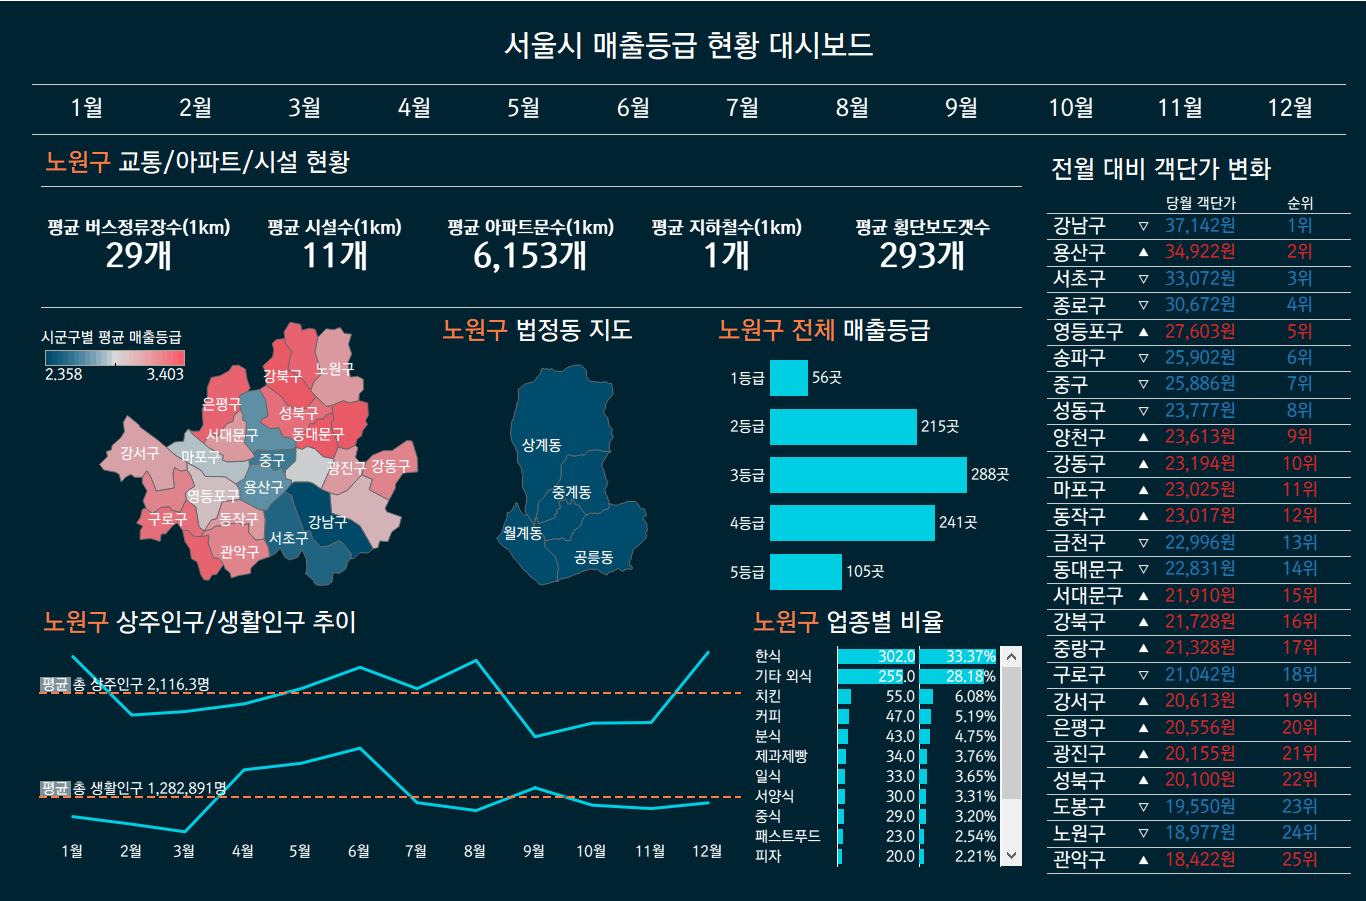 서울시 매출등급 현황 대시보드
1월 2월 3월 4월 5월 6월 7월 8월 9월 10월 11월 12월
노원구 교통/아파트/시설 현황
평균 버스정류장수(1km) 평균 시설수(1km) 평균 아파트문수(1km) 평균 지하철수(1km) 평균 횡단보도갯수
29개 11개 6,153개 1개 293개
시군구별 평균 매출등급
2,358 3,403
강북구
노원구
은평구
성북구
서대문구
동대문구
강서구
마포구
중구
광진구
강동구
용산구
영등포구
구로구
동작구
강남구
서초구
관악구
노원구 법정동 지도
상계동
중계동
월계동
공릉동
노원구 전체 매출등급
1등급 56곳
2등급 215곳
3등급 288곳
4등급 241곳
5등급 105곳
노원구 상주인구/생활인구 추이
평균 총 상주인구 2,116.3명
평균 총 생활인구 1,282,891명
1월 2월 3월 4월 5월 6월 7월 8월 9월 10월 11월 12월
노원구 업종별 비율
한식 302.0 33.37%
기타 외식 255.0 28.18%
치킨 55.0 6.08%
커피 47.0 5.19%
분식 43.0 4.75%
제과제빵 34.0 3.76%
일식 33.0 3.65%
서양식 30.0 3.31%
중식 29.0 3.20%
패스트푸드 23.0 2.54%
피자 20.0 2.21%
전월 대비 객단가 변화
당월 객단가 순위
강남구 ▽ 37,142원 1위
용산구 ▲ 34,922원 2위
서초구 ▽ 33,072원 3위
종로구 ▽ 30,672원 4위
영등포구 ▲ 27,603원 5위
송파구 ▽ 25,902원 6위
중구 ▽ 25,886원 7위
성동구 ▽ 23,777원 8위
양천구 ▲ 23,613원 9위
강동구 ▲ 23,194원 10위
마포구 ▲ 23,025원 11위
동작구 ▲ 23,017원 12위
금천구 ▽ 22,996원 13위
동대문구 ▽ 22,831원 14위
서대문구 ▲ 21,910원 15위
강북구 ▲ 21,728원 16위
중랑구 ▲ 21,328원 17위
구로구 ▽ 21,042원 18위
강서구 ▲ 20,613원 19위
은평구 ▲ 20,556원 20위
광진구 ▲ 20,155원 21위
성북구 ▲ 20,100원 22위
도봉구 ▽ 19,550원 23위
노원구 ▽ 18,977원 24위
관악구 ▲ 18,422원 25위